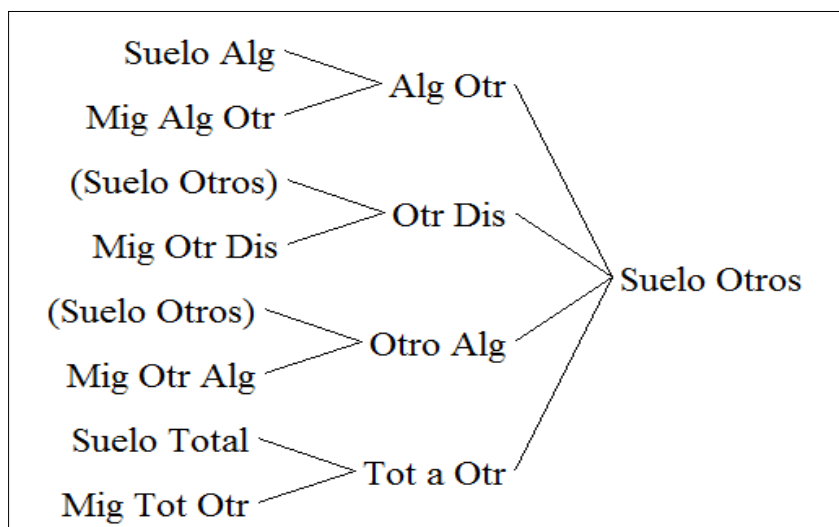 Suelo Alg
Mig Alg Otr
Alg Otr
(Suelo Otros)
Mig Otr Dis
Otr Dis
(Suelo Otros)
Mig Otr Alg
Otro Alg
Suelo Total
Mig Tot Otr
Tot a Otr
Suelo Otros